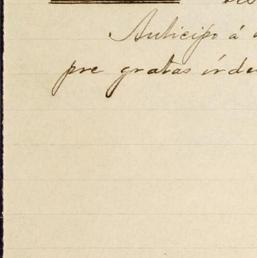 Anticipo á
pre gratas órde